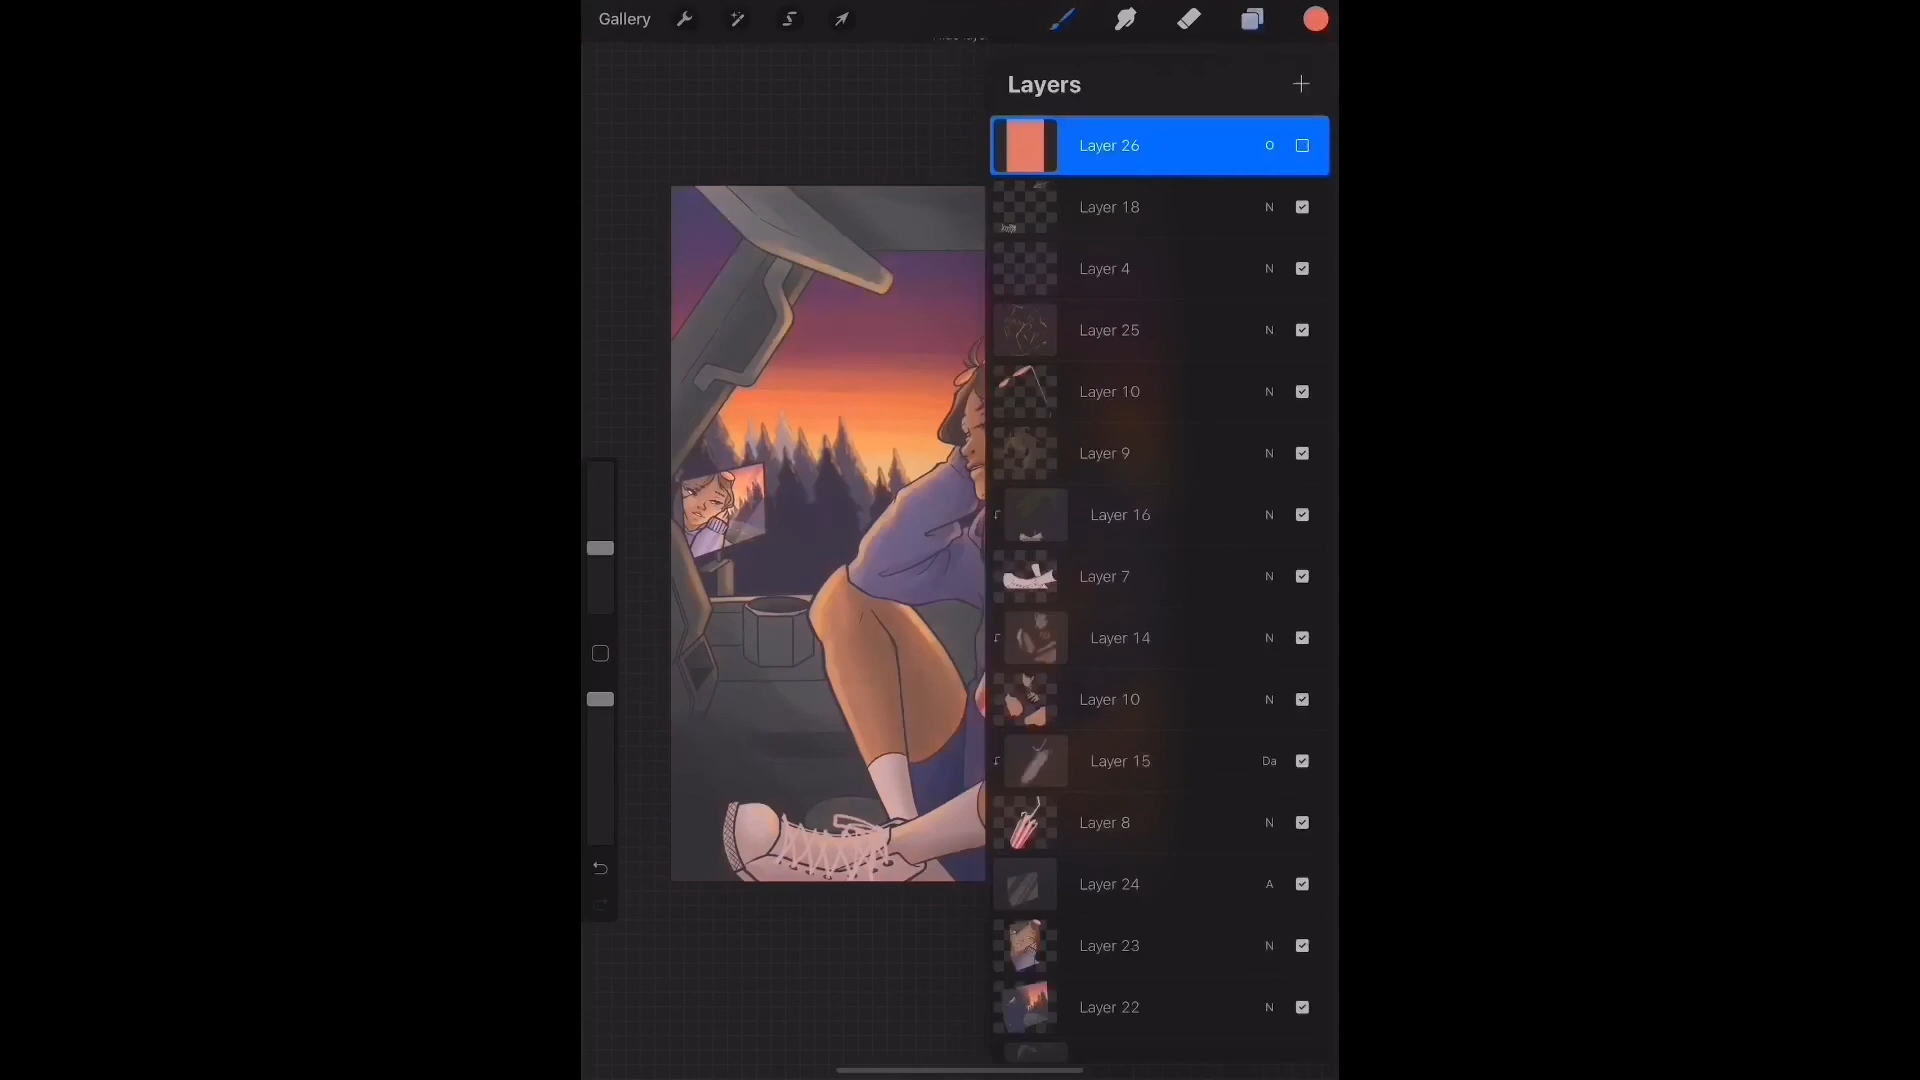 Gallery
Layers
Layer 26 O
Layer 18 N
Layer 4 N
Layer 25 N
Layer 10 N
Layer 9 N
Layer 16 N
Layer 7 N
Layer 14 N
Layer 10 N
Layer 15 Da
Layer 8 N
Layer 24 A
Layer 23 N
Layer 22 N